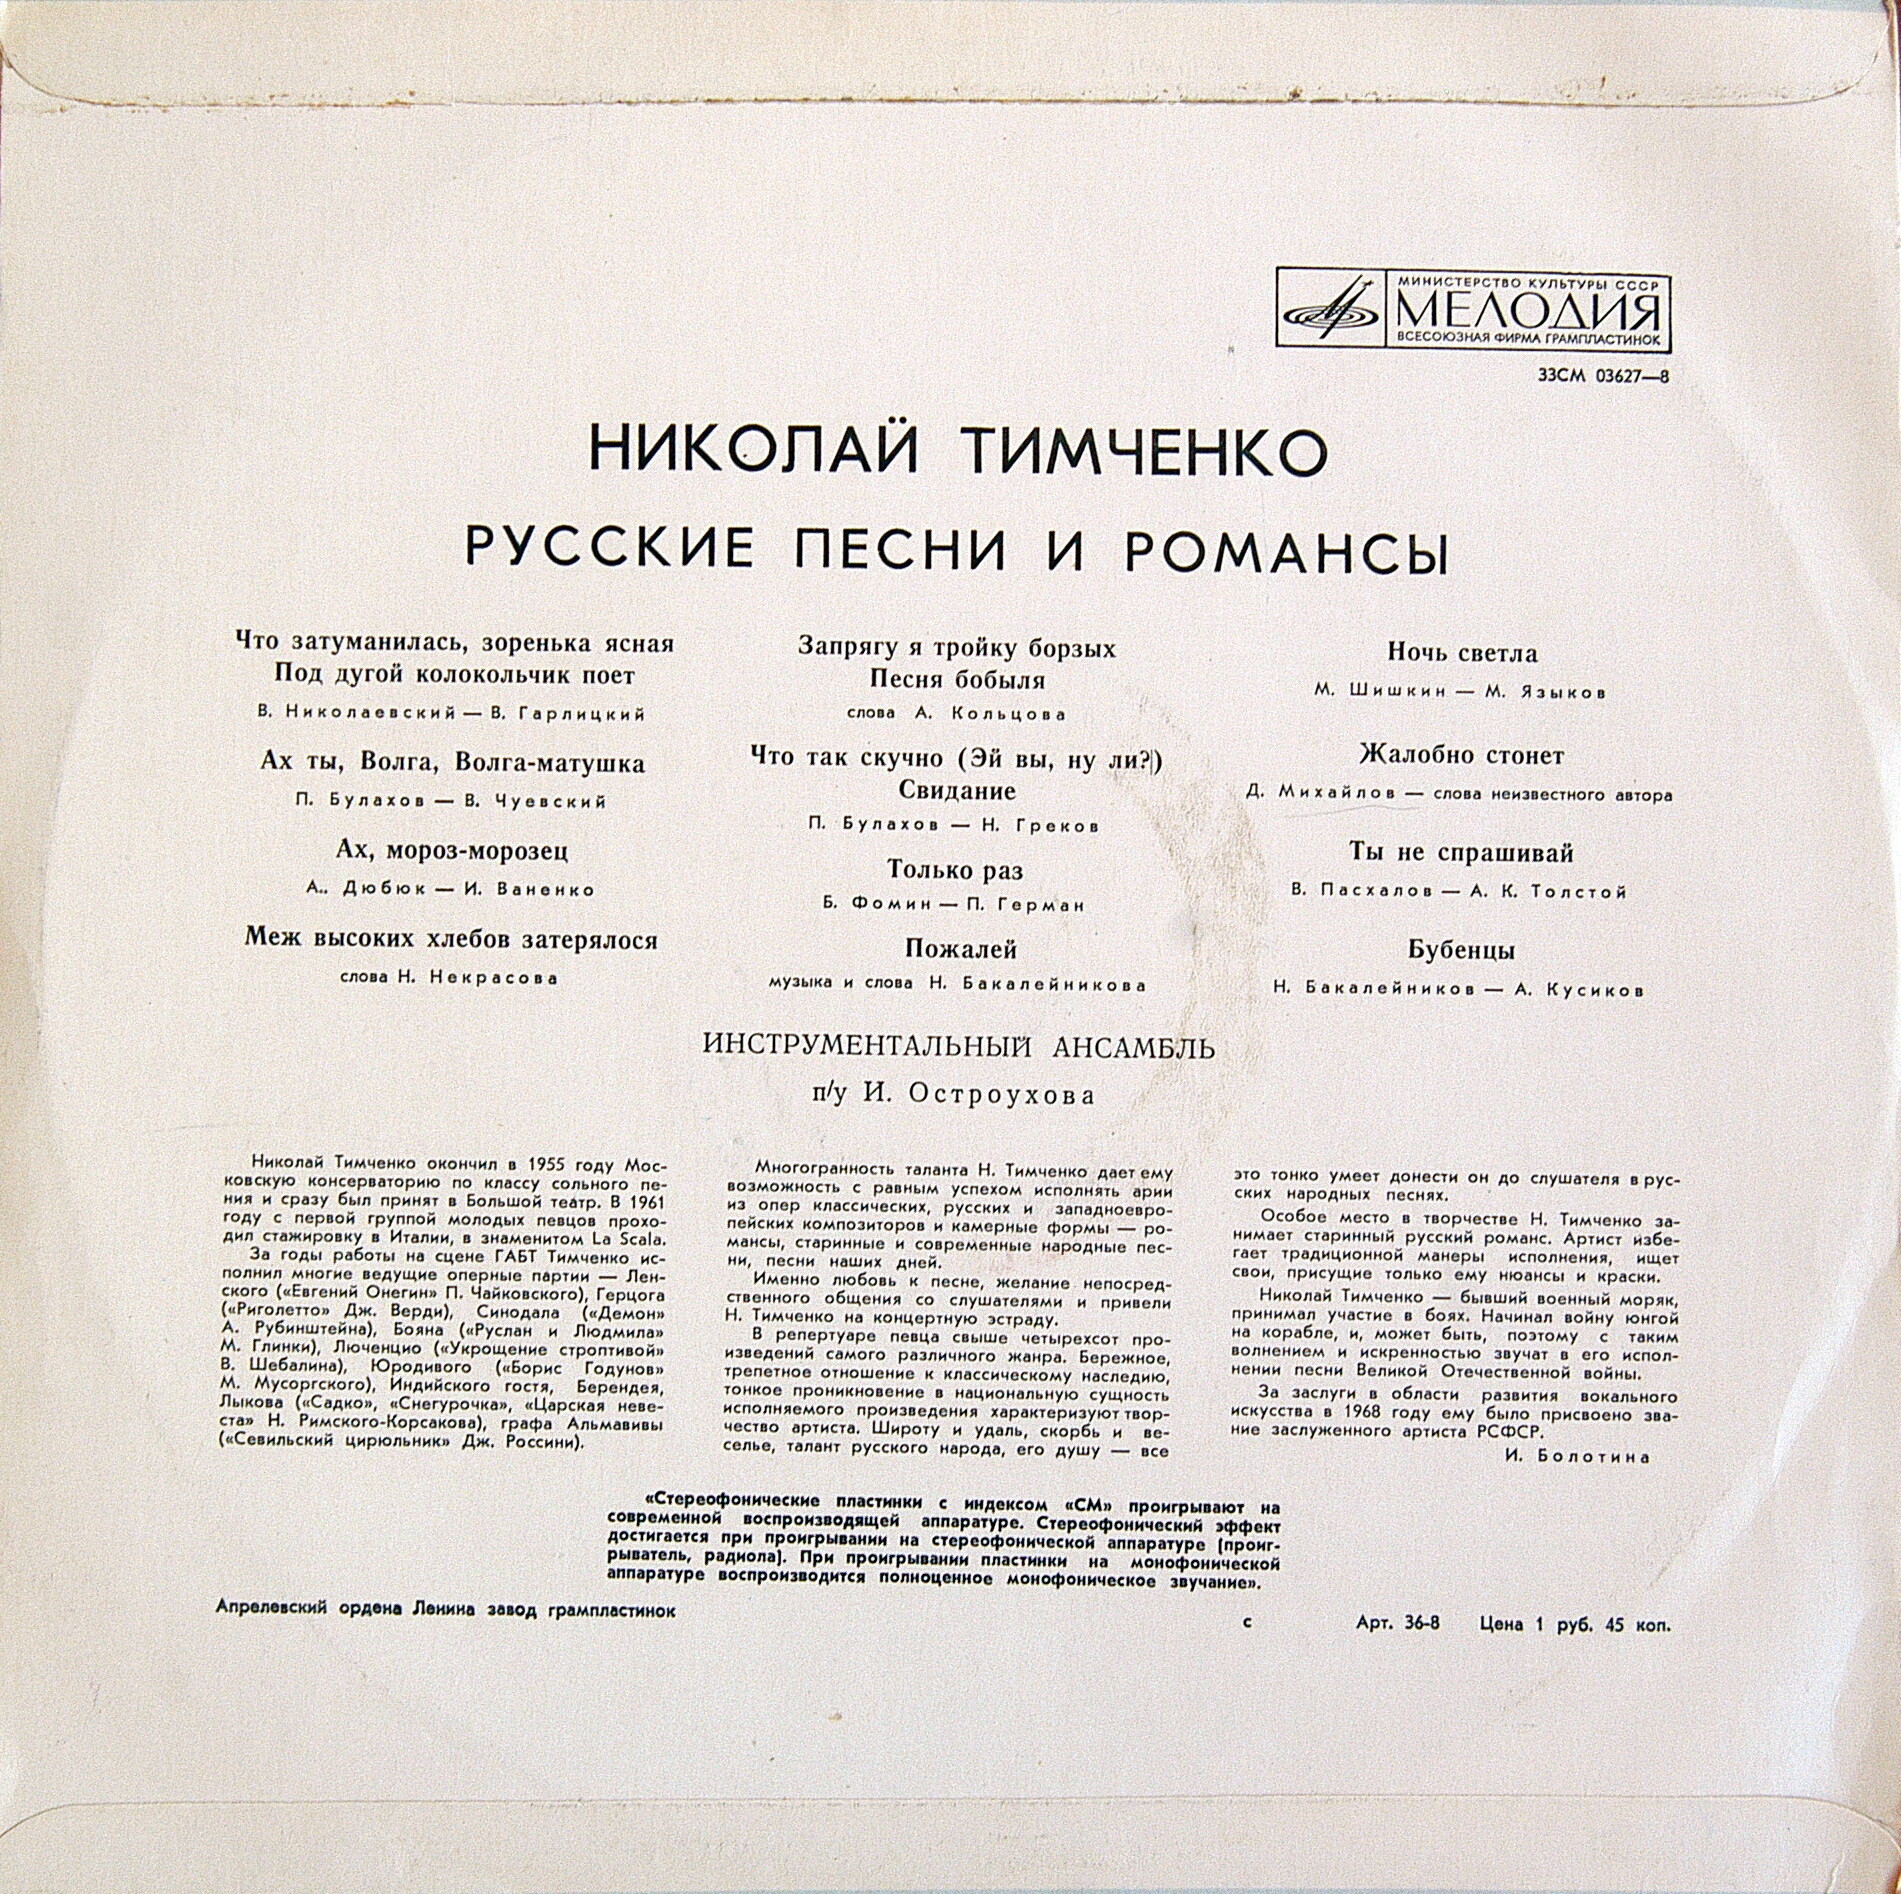 МИНИСТЕРСТВО КУЛЬТУРЫ СССР
МЕЛОДИЯ
ВСЕСОЮЗНАЯ ФИРМА ГРАМПЛАСТИНОК
33СМ 03627—8
НИКОЛАЙ ТИМЧЕНКО
РУССКИЕ ПЕСНИ И РОМАНСЫ
Что затуманилась, зоренька ясная
Под дугой колокольчик поет
В. Николаевский — В. Гарлицкий
Ах ты, Волга, Волга-матушка
П. Булахов — В. Чуевский
Ах, мороз-морозец
А.. Дюбюк — И. Ваненко
Меж высоких хлебов затерялося
слова Н. Некрасова
Запрягу я тройку борзых
Песня бобыля
слова А. Кольцова
Что так скучно (Эй вы, ну ли?)
Свидание
П. Булахов — Н. Греков
Только раз
Б. Фомин — П. Герман
Пожалей
музыка и слова Н. Бакалейникова
Ночь светла
М. Шишкин — М. Языков
Жалобно стонет
Д. Михайлов — слова неизвестного автора
Ты не спрашивай
В. Пасхалов — А. К. Толстой
Бубенцы
Н. Бакалейников — А. Кусиков
ИНСТРУМЕНТАЛЬНЫЙ АНСАМБЛЬ
п/у И. Остроухова
Николай Тимченко окончил в 1955 году Мос-
ковскую консерваторию по классу сольного пе-
ния и сразу был принят в Большой театр. В 1961
году с первой группой молодых певцов прохо-
дил стажировку в Италии, в знаменитом La Scala.
За годы работы на сцене ГАБТ Тимченко ис-
полнил многие ведущие оперные партии — Лен-
ского («Евгений Онегин» П. Чайковского), Герцога
(«Риголетто» Дж. Верди), Синодала («Демон»
А. Рубинштейна), Бояна («Руслан и Людмила»
М. Глинки), Люченцио («Укрощение строптивой»
В. Шебалина), Юродивого («Борис Годунов»
М. Мусоргского), Индийского гостя, Берендея,
Лыкова («Садко», «Снегурочка», «Царская неве-
ста» Н. Римского-Корсакова), графа Альмавивы
(«Севильский цирюльник» Дж. Россини).
Многогранность таланта Н. Тимченко дает ему
возможность с равным успехом исполнять арии
из опер классических, русских и западноевро-
пейских композиторов и камерные формы — ро-
мансы, старинные и современные народные пес-
ни, песни наших дней.
Именно любовь к песне, желание непосред-
ственного общения со слушателями и привели
Н. Тимченко на концертную эстраду.
В репертуаре певца свыше четырехсот про-
изведений самого различного жанра. Бережное,
трепетное отношение к классическому наследию,
тонкое проникновение в национальную сущность
исполняемого произведения характеризуют твор-
чество артиста. Широту и удаль, скорбь и ве-
селье, талант русского народа, его душу — все
это тонко умеет донести он до слушателя в рус-
ских народных песнях.
Особое место в творчестве Н. Тимченко за-
нимает старинный русский романс. Артист избе-
гает традиционной манеры исполнения, ищет
свои, присущие только ему нюансы и краски.
Николай Тимченко — бывший военный моряк,
принимал участие в боях. Начинал войну юнгой
на корабле, и, может быть, поэтому с таким
волнением и искренностью звучат в его испол-
нении песни Великой Отечественной войны.
За заслуги в области развития вокального
искусства в 1968 году ему было присвоено зва-
ние заслуженного артиста РСФСР.
И. Болотина
«Стереофонические пластинки с индексом «СМ» проигрывают на
современной воспроизводящей аппаратуре. Стереофонический эффект
достигается при проигрывании на стереофонической аппаратуре (проиг-
рыватель, радиола). При проигрывании пластинки на монофонической
аппаратуре воспроизводится полноценное монофоническое звучание».
Апрелевский ордена Ленина завод грампластинок
с
Арт. 36-8 Цена 1 руб. 45 коп.